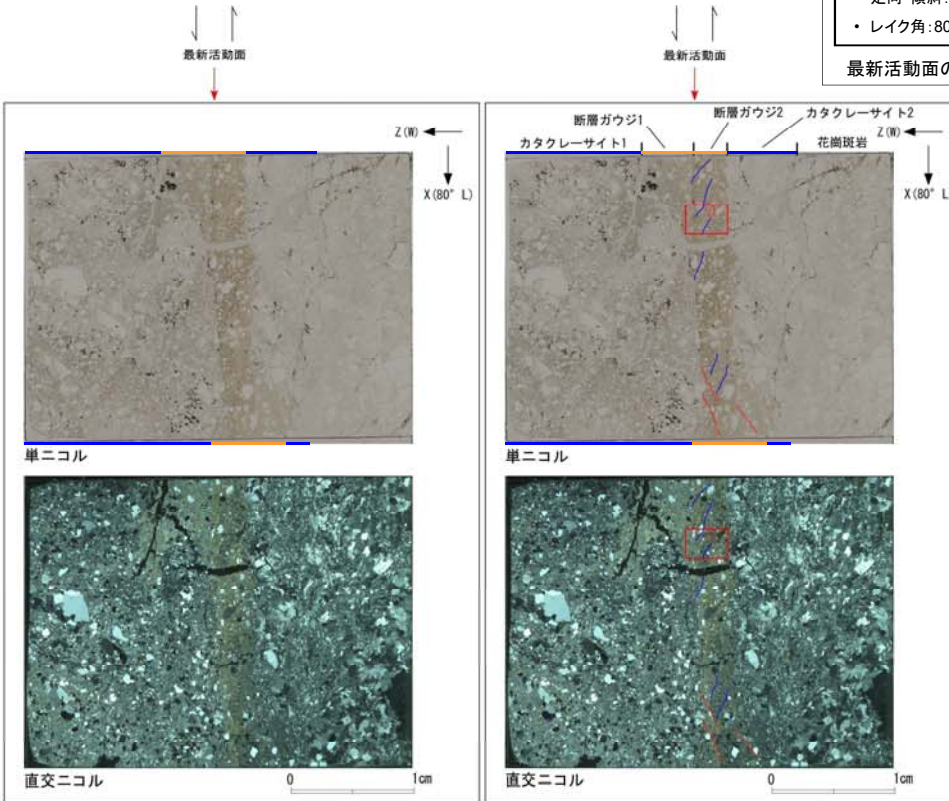 ・レイク角:80
最新活動面の
最新活動面
Z(W)
X(80° L)
単ニコル
直交ニコル
0 1cm
最新活動面
断層ガウジ1
断層ガウジ2
カタクレーサイト2
カタクレーサイト1
花崗斑岩
Z(W)
X(80° L)
単ニコル
直交ニコル
0 1cm